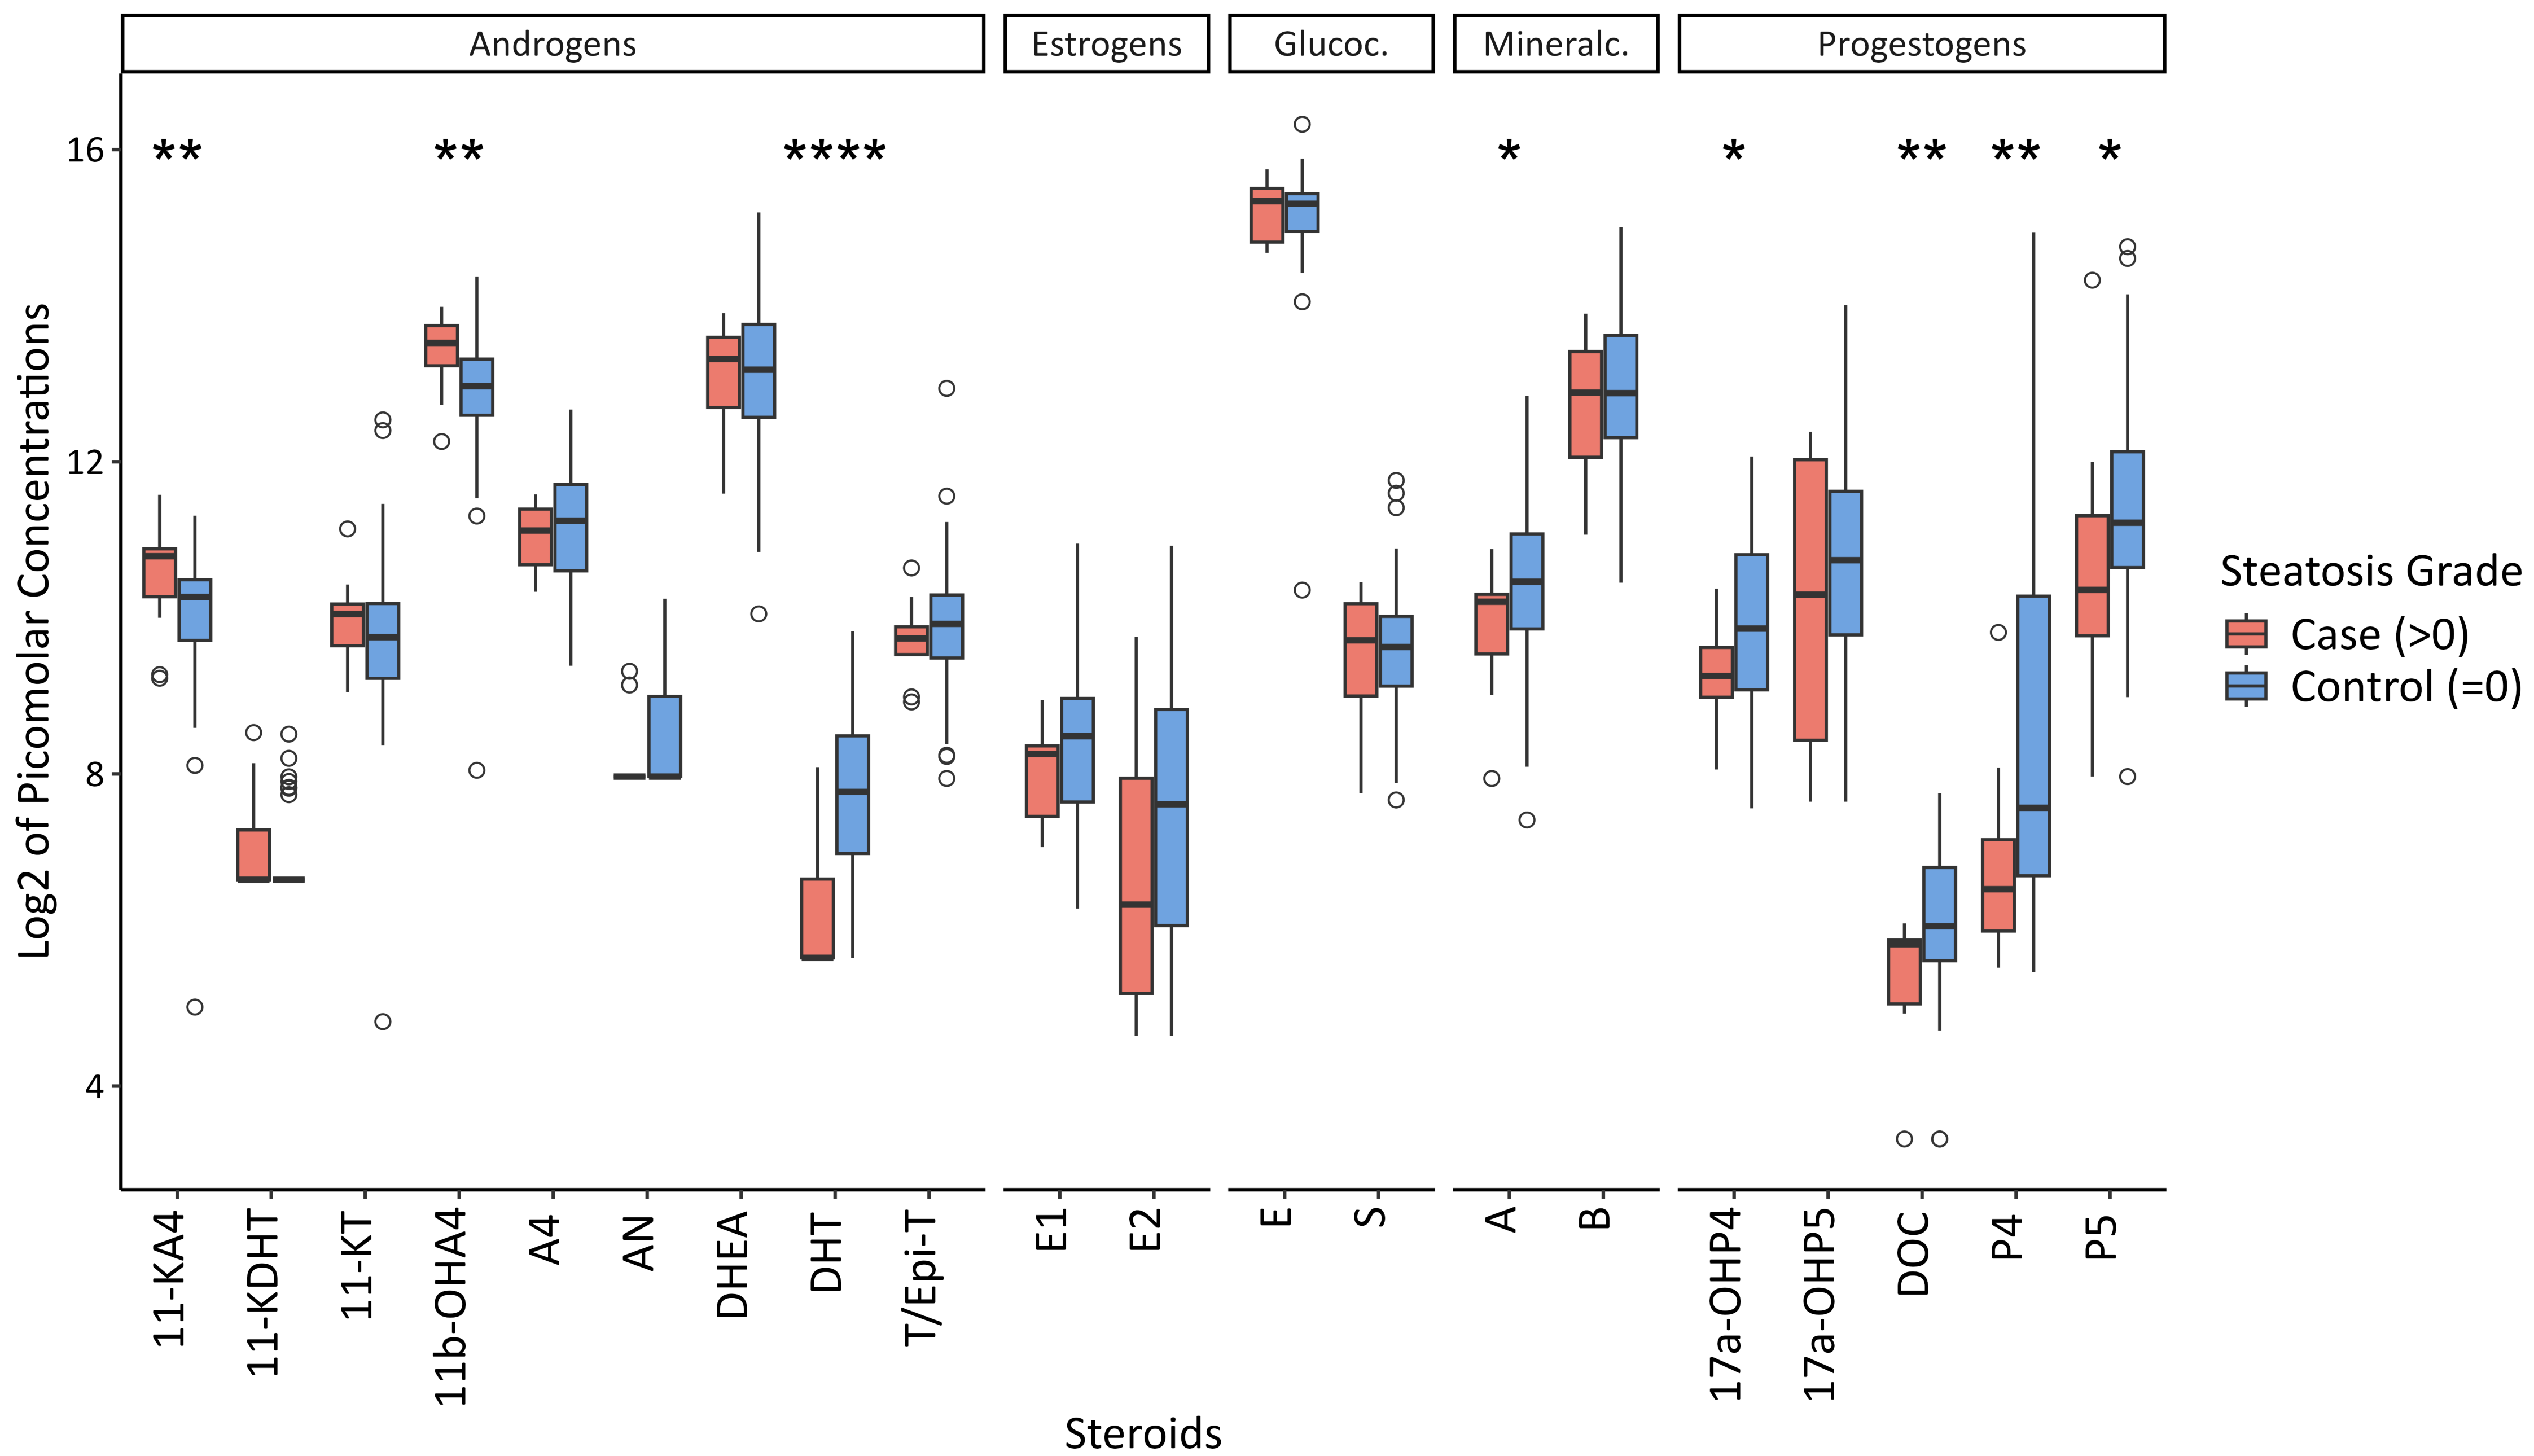 Androgens Estrogens Glucoc. Mineralc. Progestogens
** ** **** * * ** ** *
16
12
8
4
Log2 of Picomolar Concentrations
11-KA4
11-KDHT
11-KT
11b-OHA4
A4
AN
DHEA
DHT
T/Epi-T
E1
E2
E
S
A
B
17a-OHP4
17a-OHP5
DOC
P4
P5
Steroids
Steatosis Grade
Case (>0)
Control (=0)